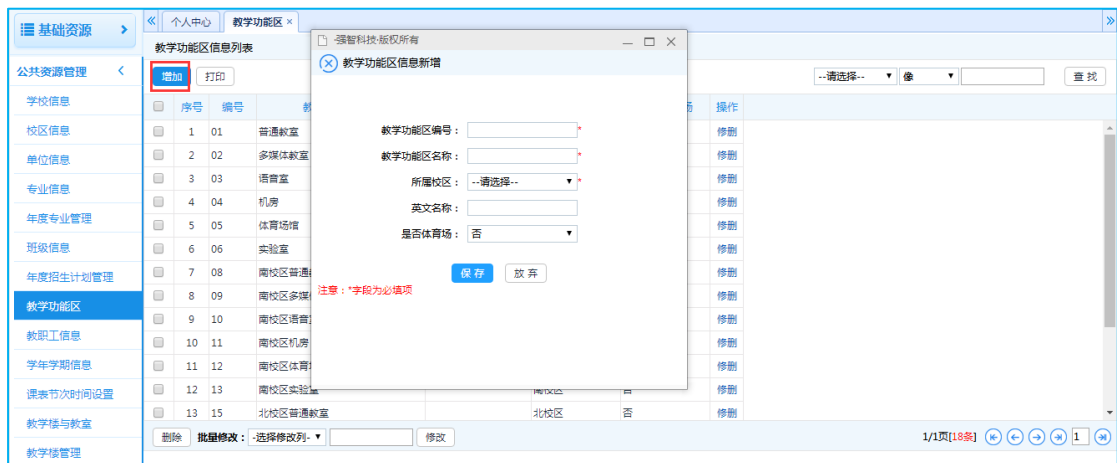 基础资源
个人中心
教学功能区 ×
教学功能区信息列表
公共资源管理
学校信息
校区信息
单位信息
专业信息
年度专业管理
班级信息
年度招生计划管理
教学功能区
教职工信息
学年学期信息
课表节次时间设置
教学楼与教室
教学楼管理
增加 打印
--请选择-- 像 查 找
序号 编号 操作
1 01 普通教室 修删
2 02 多媒体教室 修删
3 03 语音室 修删
4 04 机房 修删
5 05 体育场馆 修删
6 06 实验室 修删
7 08 南校区普通 修删
8 09 南校区多媒 修删
9 10 南校区语音 修删
10 11 南校区机房 修删
11 12 南校区体育 修删
12 13 南校区实验室 南校区 否 修删
13 15 北校区普通教室 北校区 否 修删
-强智科技·版权所有
教学功能区信息新增
教学功能区编号： *
教学功能区名称： *
所属校区： --请选择-- *
英文名称：
是否体育场： 否
保 存 放 弃
注意：*字段为必填项
删除 批量修改： -选择修改列- 修改
1/1页[18条] 1